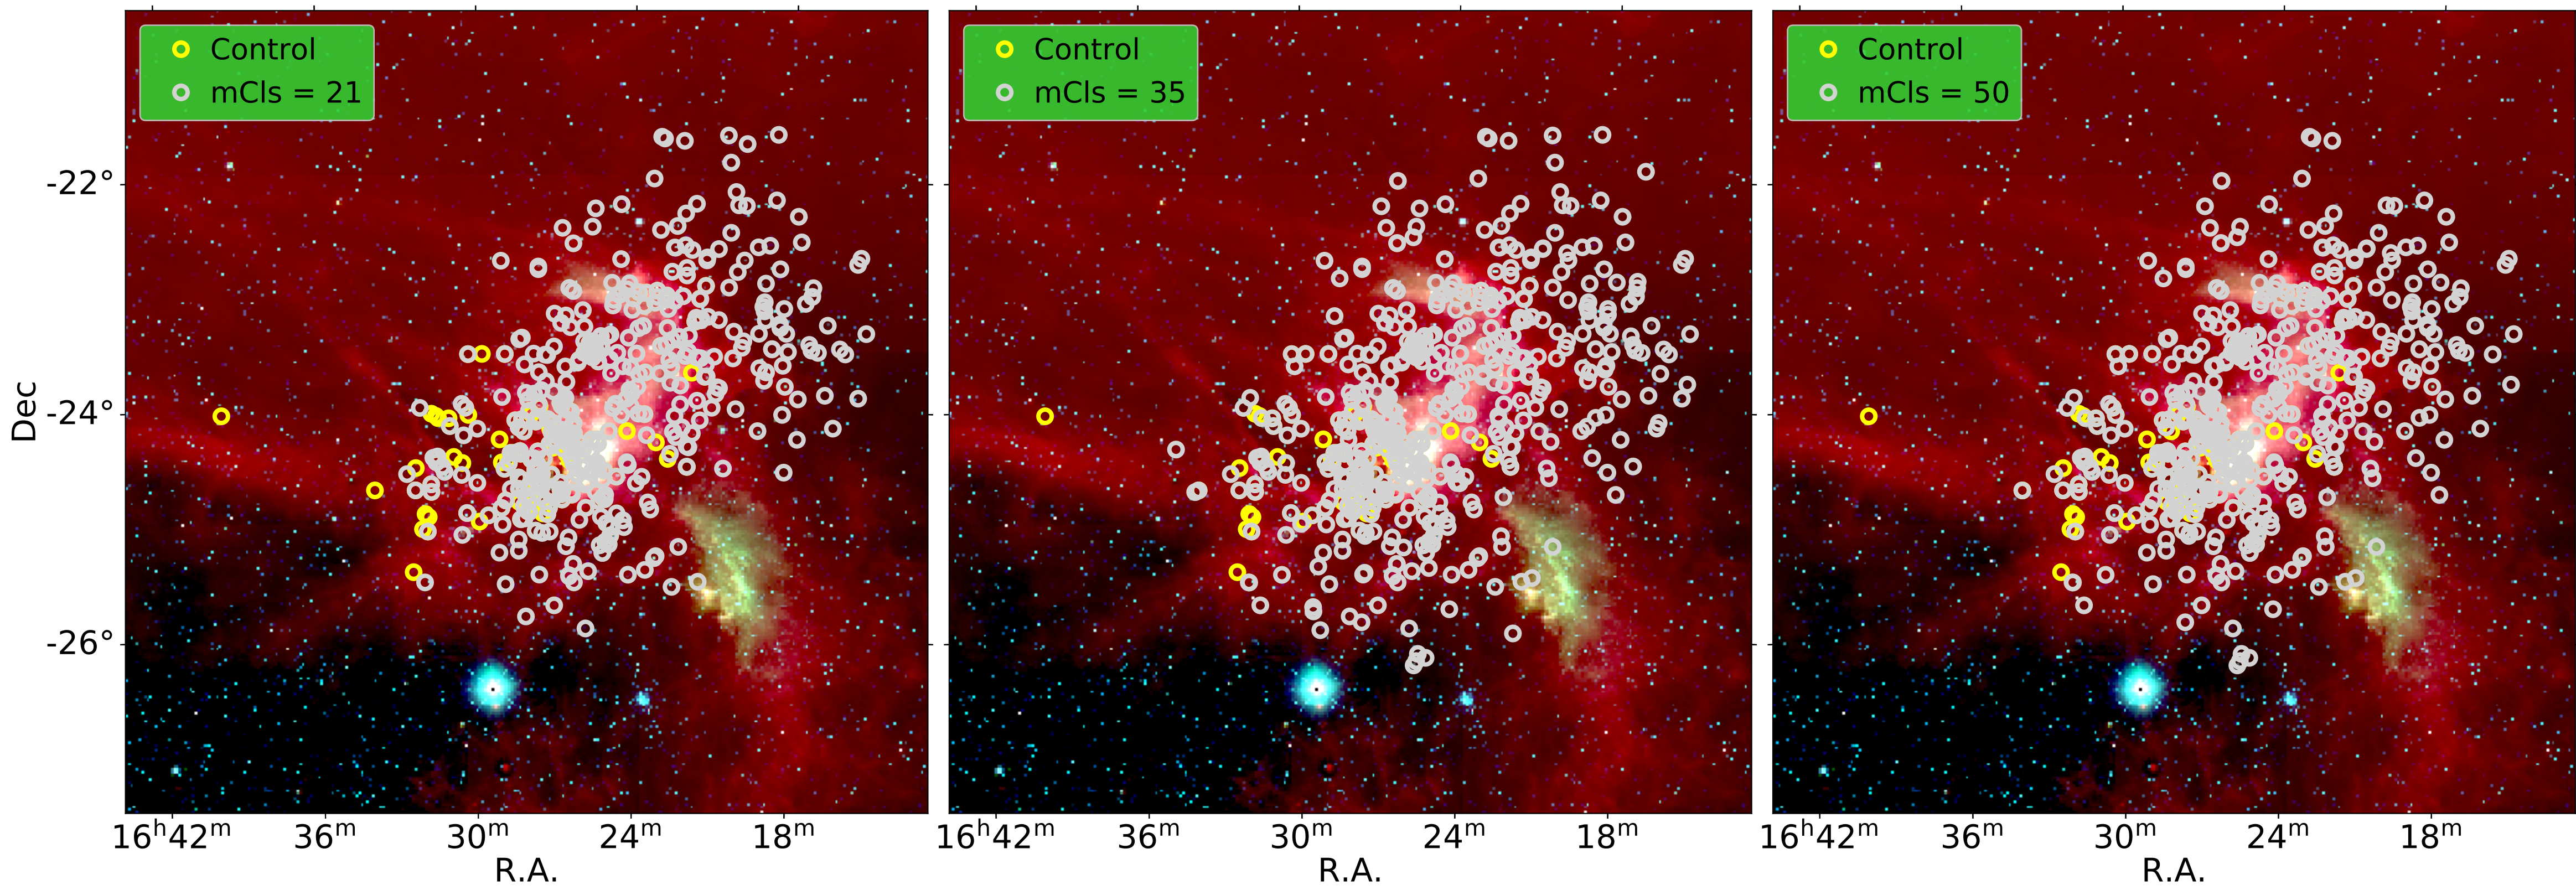 Control
mCls = 21
Control
mCls = 35
Control
mCls = 50
Dec
-22°
-24°
-26°
16ʰ42ᵐ 36ᵐ 30ᵐ 24ᵐ 18ᵐ
16ʰ42ᵐ 36ᵐ 30ᵐ 24ᵐ 18ᵐ
16ʰ42ᵐ 36ᵐ 30ᵐ 24ᵐ 18ᵐ
R.A.
R.A.
R.A.